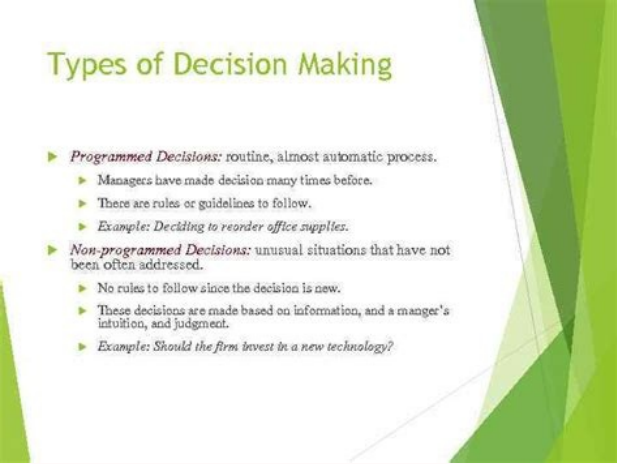 Types of Decision Making
Programmed Decisions: routine, almost automatic process.
Managers have made decision many times before.
There are rules or guidelines to follow.
Example: Deciding to reorder office supplies.
Non-programmed Decisions: unusual situations that have not
been often addressed.
No rules to follow since the decision is new.
These decisions are made based on information, and a manger's
intuition, and judgment.
Example: Should the firm invest in a new technology?